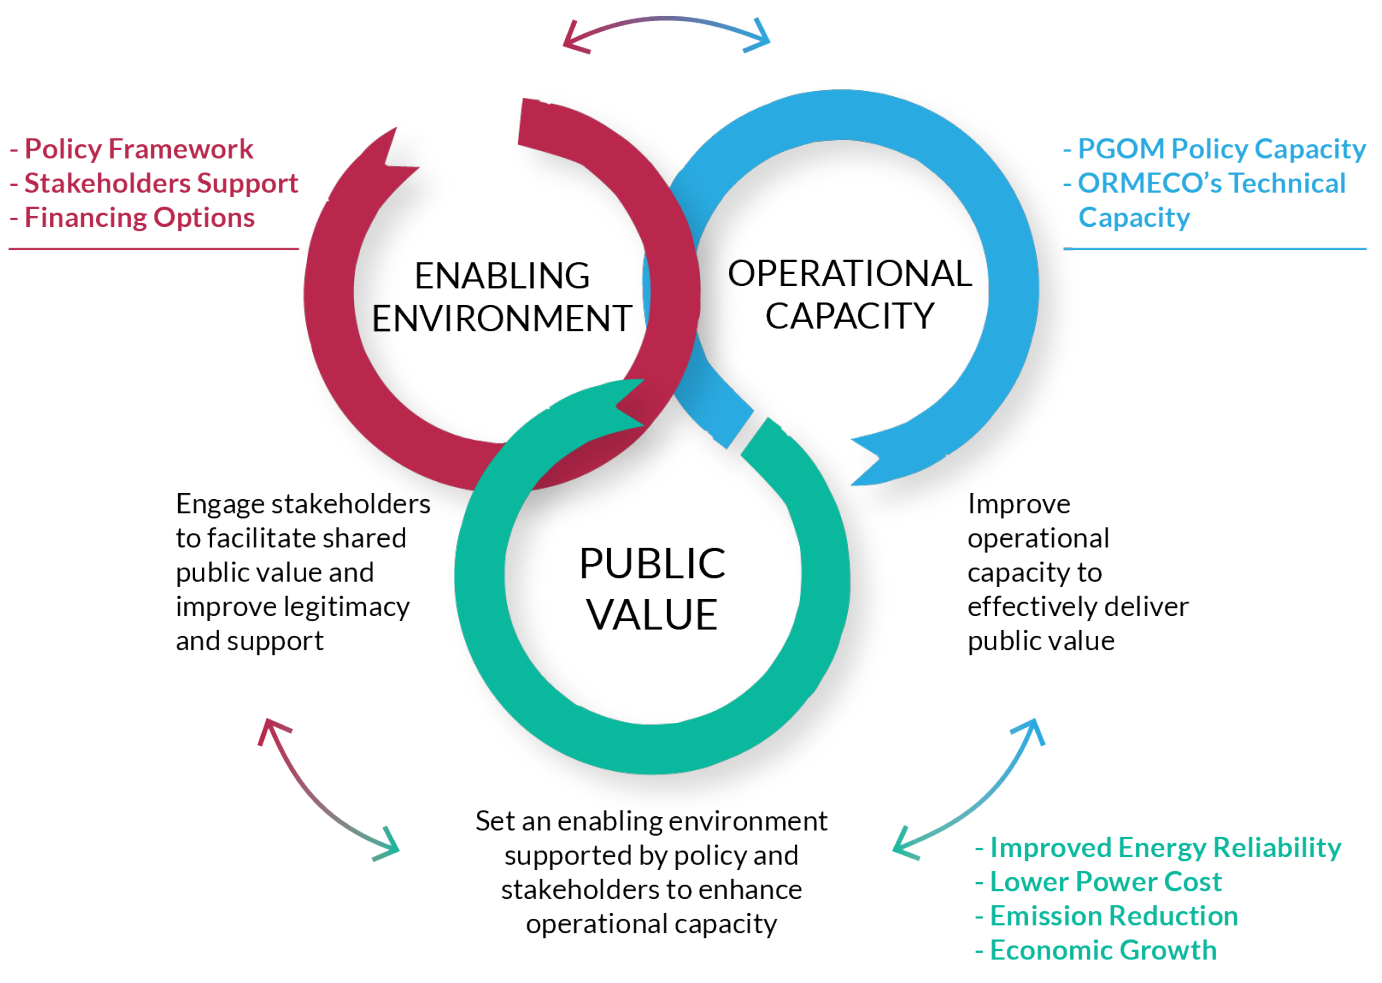 - Policy Framework
- Stakeholders Support
- Financing Options
- PGOM Policy Capacity
- ORMECO’s Technical
Capacity
ENABLING
ENVIRONMENT
OPERATIONAL
CAPACITY
PUBLIC
VALUE
Engage stakeholders
to facilitate shared
public value and
improve legitimacy
and support
Improve
operational
capacity to
effectively deliver
public value
Set an enabling environment
supported by policy and
stakeholders to enhance
operational capacity
- Improved Energy Reliability
- Lower Power Cost
- Emission Reduction
- Economic Growth